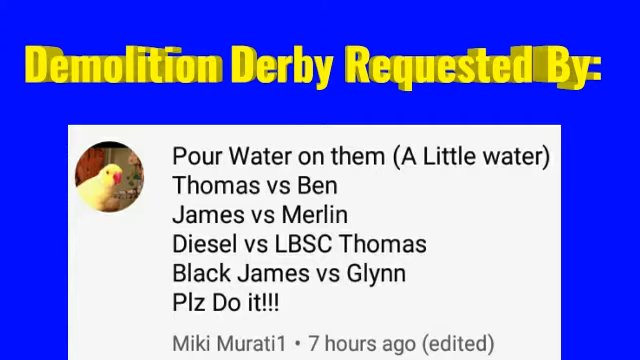 Demolition Derby Requested By:
Pour Water on them (A Little water)
Thomas vs Ben
James vs Merlin
Diesel vs LBSC Thomas
Black James vs Glynn
Plz Do it!!!
Miki Murati1 • 7 hours ago (edited)